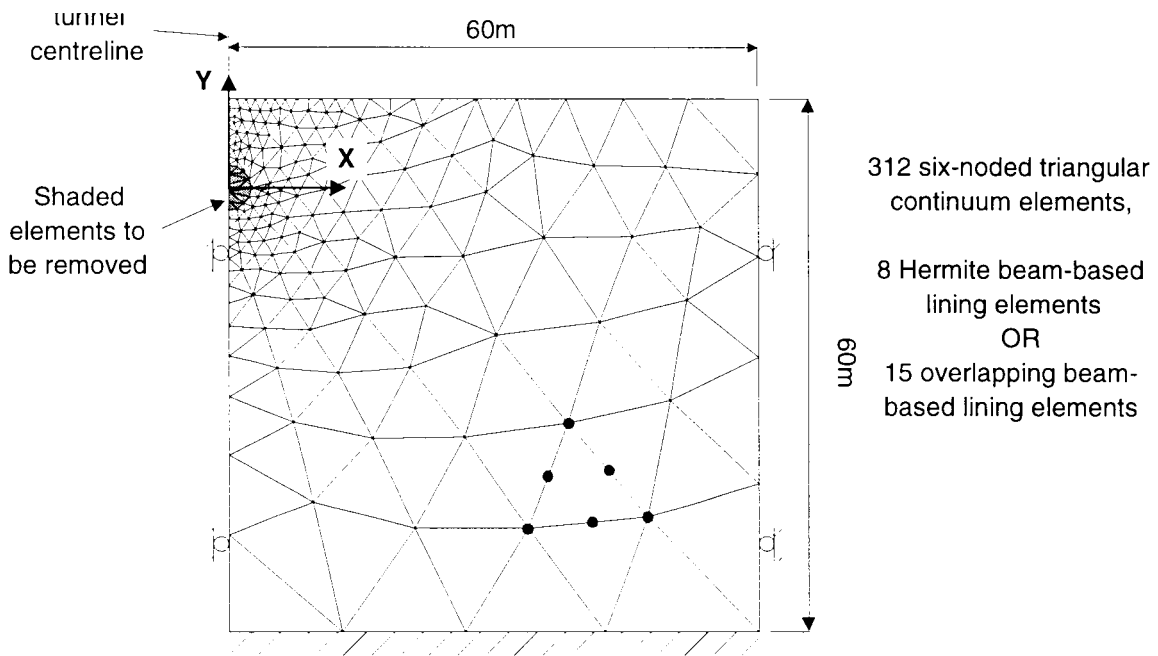 tunnel
centreline
60m
Y
X
Shaded
elements to
be removed
60m
312 six-noded triangular
continuum elements,
8 Hermite beam-based
lining elements
OR
15 overlapping beam-
based lining elements